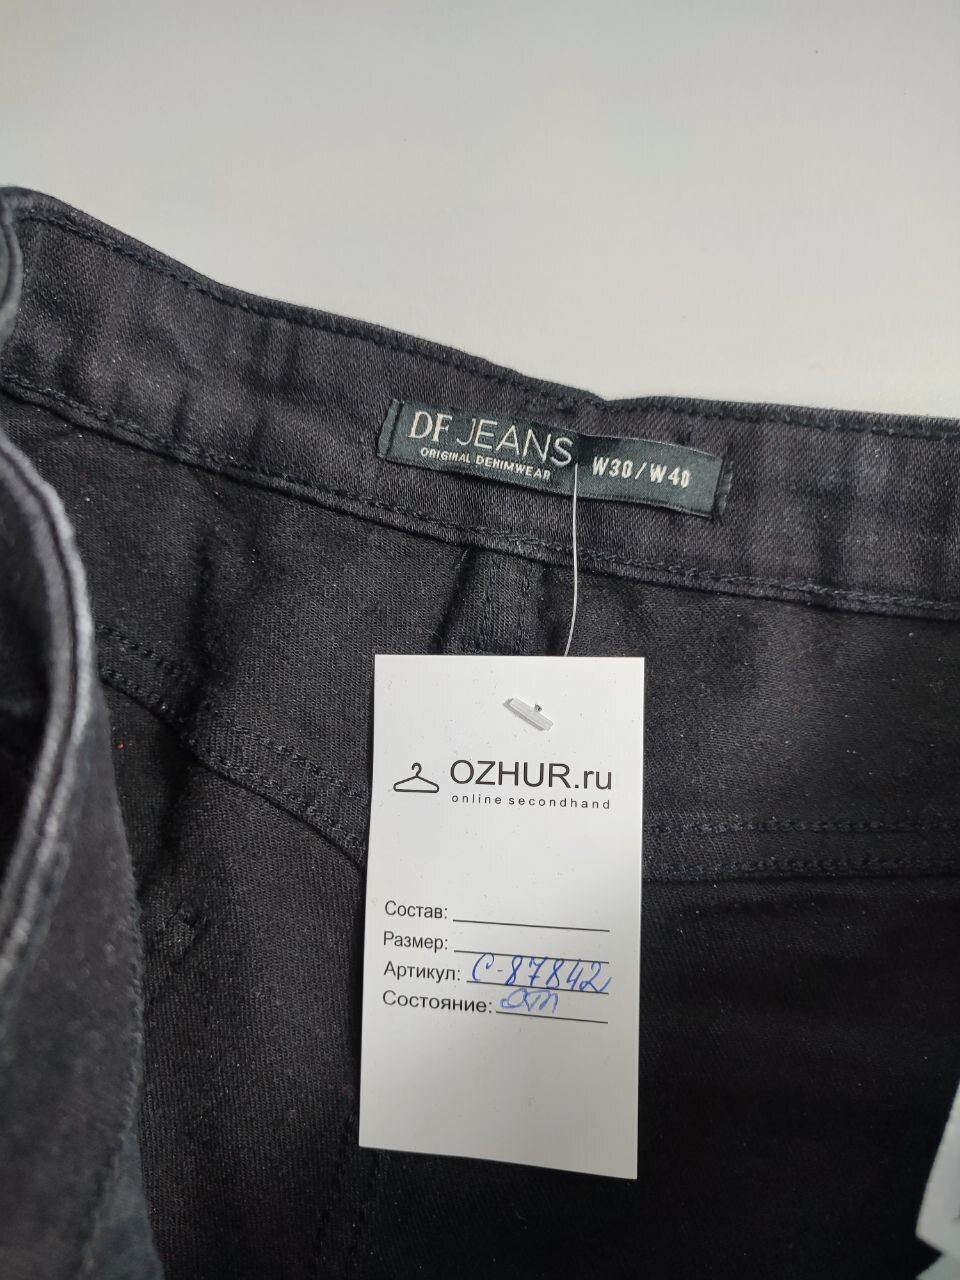 DF JEANS
ORIGINAL DENIMWEAR
W30/W40
OZHUR.ru
online secondhand
Состав:
Размер:
Артикул: С-87842
Состояние: от